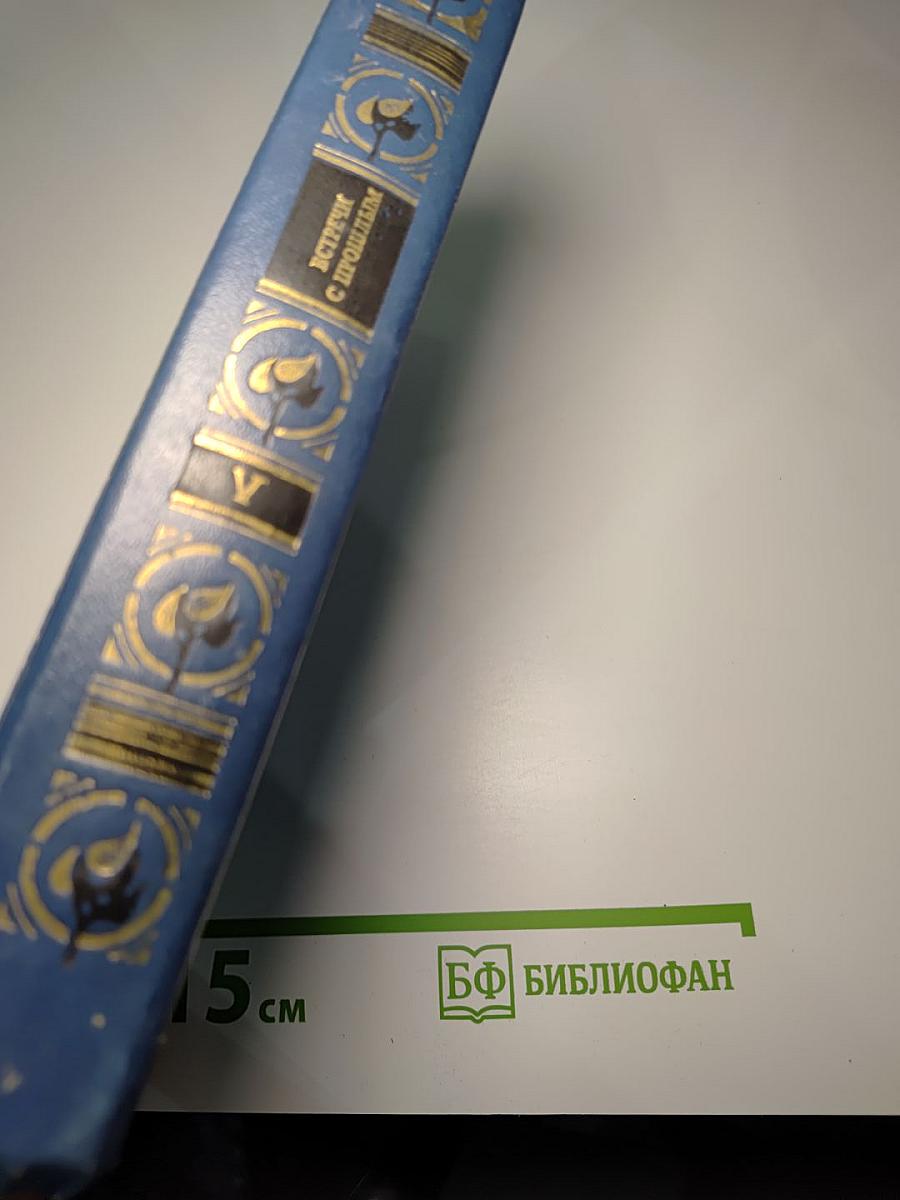 ВСТРЕЧИ
С ПРОШЛЫМ
V
15 см
БФ БИБЛИОФАН